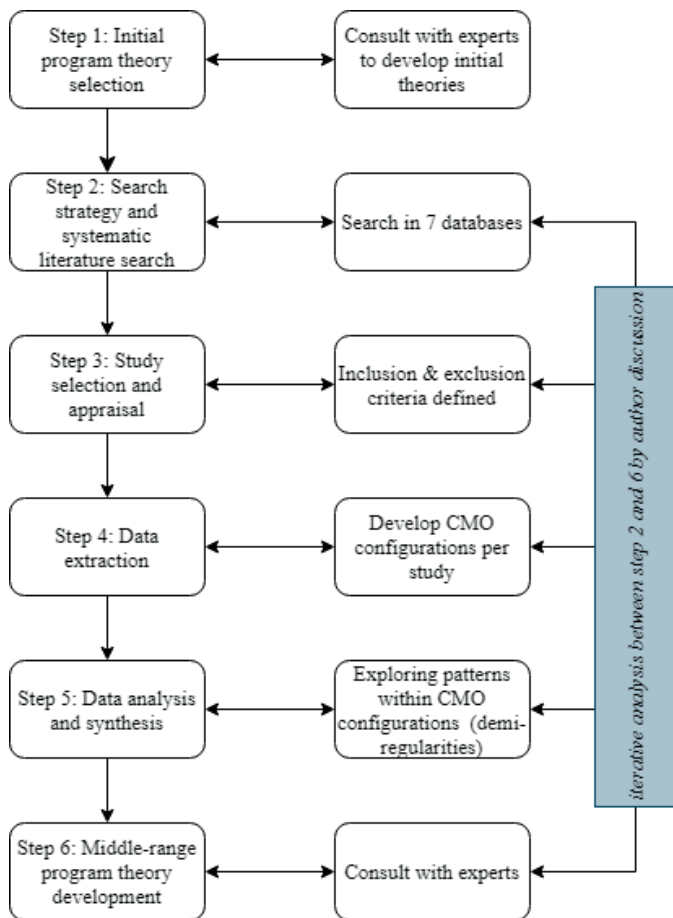 Step 1: Initial
program theory
selection
Consult with experts
to develop initial
theories
Step 2: Search
strategy and
systematic
literature search
Search in 7 databases
Step 3: Study
selection and
appraisal
Inclusion & exclusion
criteria defined
Step 4: Data
extraction
Develop CMO
configurations per
study
Step 5: Data analysis
and synthesis
Exploring patterns
within CMO
configurations (demi-
regularities)
Step 6: Middle-range
program theory
development
Consult with experts
iterative analysis between step 2 and 6 by author discussion